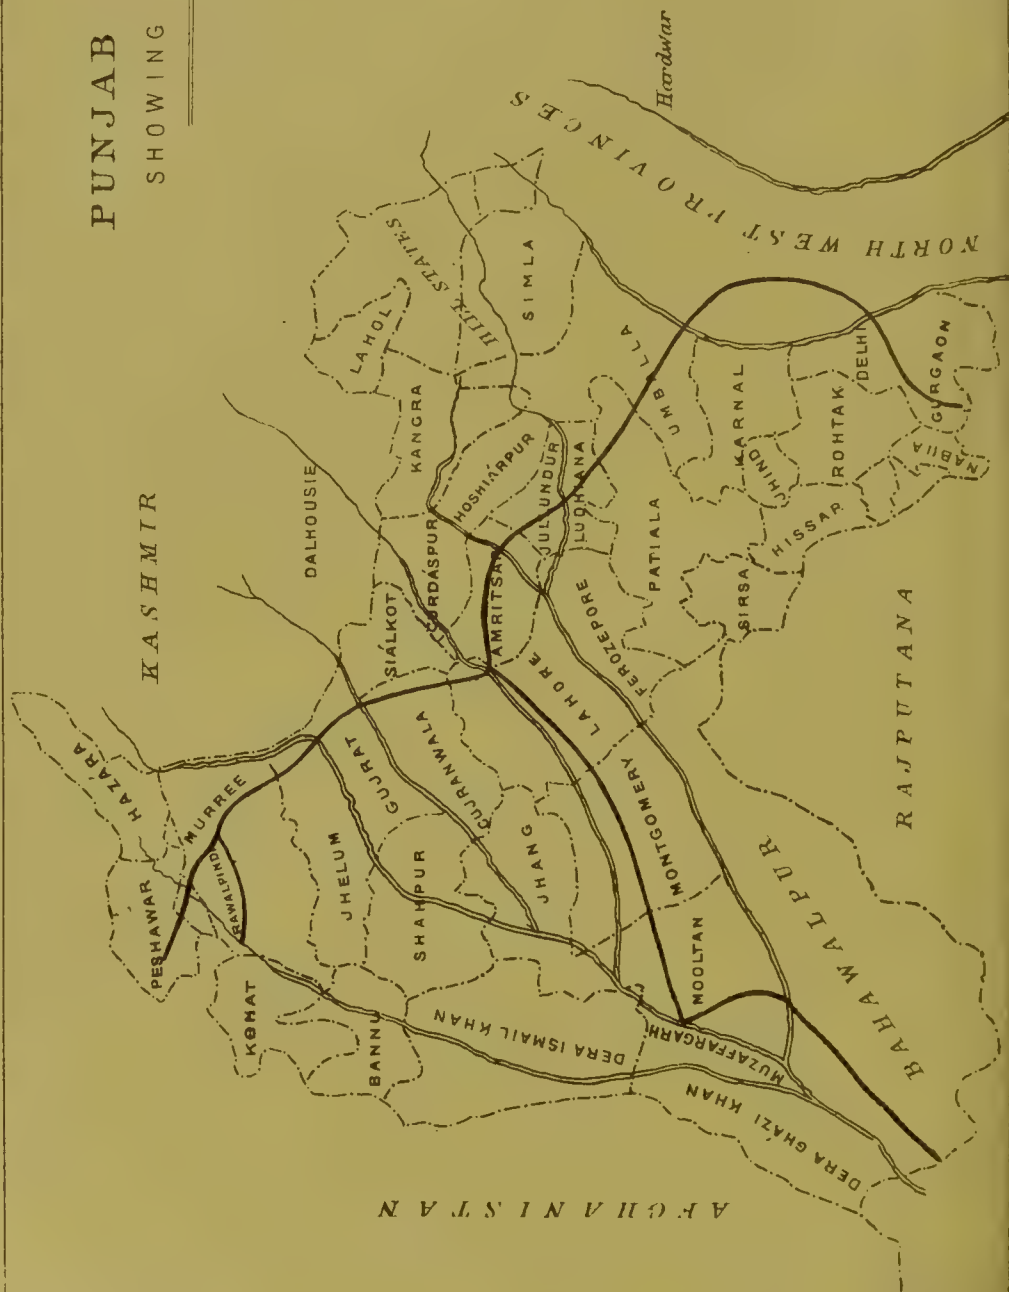 PUNJAB
SHOWING
KASHMIR
HAZARA
PESHAWAR
MURREE
RAWALPINDI
KOHAT
BANNU
JHELUM
SHAHPUR
GUJRAT
GUJRANWALA
JHANG
SIALKOT
GURDASPUR
DALHOUSIE
KANGRA
LAHOL
HILL STATES
SIMLA
HOSHIARPUR
JULLUNDUR
AMRITSAR
LAHORE
FEROZEPORE
LUDHIANA
UMBALLA
PATIALA
KARNAL
JHIND
ROHTAK
DELHI
GURGAON
NABHA
HISSAR
SIRSA
MONTGOMERY
MOOLTAN
MUZAFFARGARH
DERA ISMAIL KHAN
DERA GHAZI KHAN
BAHAWALPUR
RAJPUTANA
AFGHANISTAN
NORTH WEST PROVINCES
Hardwar